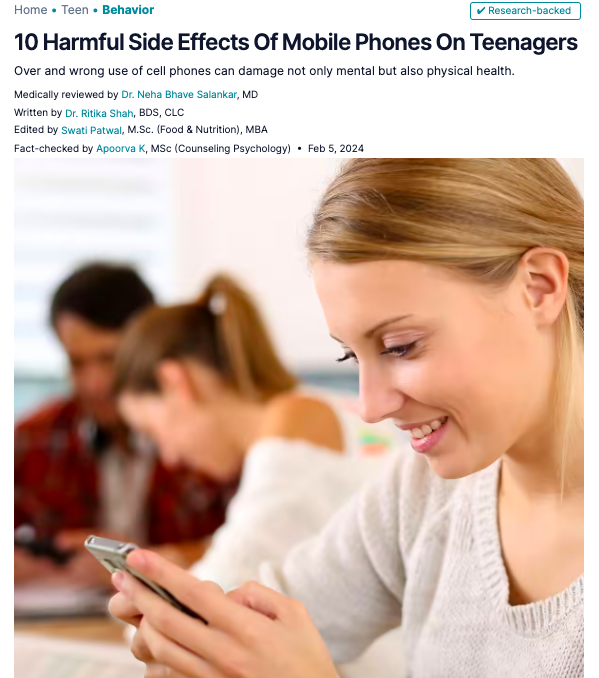 Home • Teen • Behavior
✔ Research-backed
10 Harmful Side Effects Of Mobile Phones On Teenagers
Over and wrong use of cell phones can damage not only mental but also physical health.
Medically reviewed by Dr. Neha Bhave Salankar, MD
Written by Dr. Ritika Shah, BDS, CLC
Edited by Swati Patwal, M.Sc. (Food & Nutrition), MBA
Fact-checked by Apoorva K, MSc (Counseling Psychology) • Feb 5, 2024